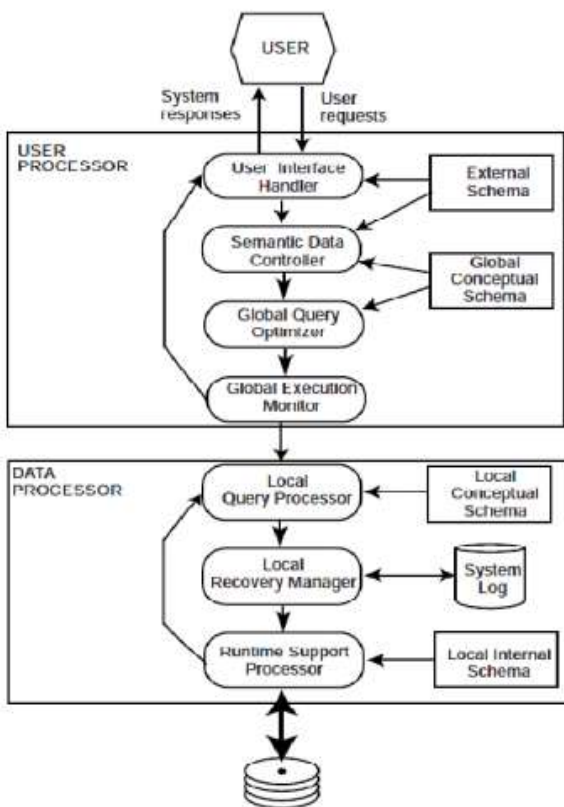 USER
System
responses
User
requests
USER
PROCESSOR
User Interface
Handler
External
Schema
Semantic Data
Controller
Global
Conceptual
Schema
Global Query
Optimizer
Global Execution
Monitor
DATA
PROCESSOR
Local
Query Processor
Local
Conceptual
Schema
Local
Recovery Manager
System
Log
Runtime Support
Processor
Local Internal
Schema